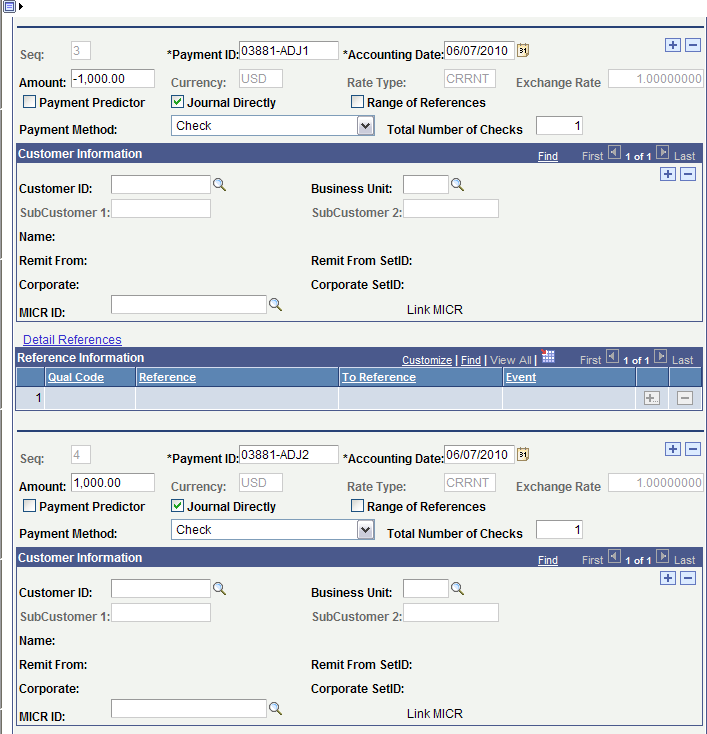 Seq: 3 *Payment ID: 03881-ADJ1 *Accounting Date: 06/07/2010 31
Amount: -1,000.00 Currency: USD Rate Type: CRRNT Exchange Rate 1.00000000
Payment Predictor Journal Directly Range of References
Payment Method: Check Total Number of Checks 1
Customer Information Find First 1 of 1 Last
Customer ID: Business Unit:
SubCustomer 1: SubCustomer 2:
Name:
Remit From: Remit From SetID:
Corporate: Corporate SetID:
MICR ID: Link MICR
Detail References
Reference Information Customize | Find | View All | First 1 of 1 Last
Qual Code Reference To Reference Event
1
Seq: 4 *Payment ID: 03881-ADJ2 *Accounting Date: 06/07/2010 31
Amount: 1,000.00 Currency: USD Rate Type: CRRNT Exchange Rate 1.00000000
Payment Predictor Journal Directly Range of References
Payment Method: Check Total Number of Checks 1
Customer Information Find First 1 of 1 Last
Customer ID: Business Unit:
SubCustomer 1: SubCustomer 2:
Name:
Remit From: Remit From SetID:
Corporate: Corporate SetID:
MICR ID: Link MICR